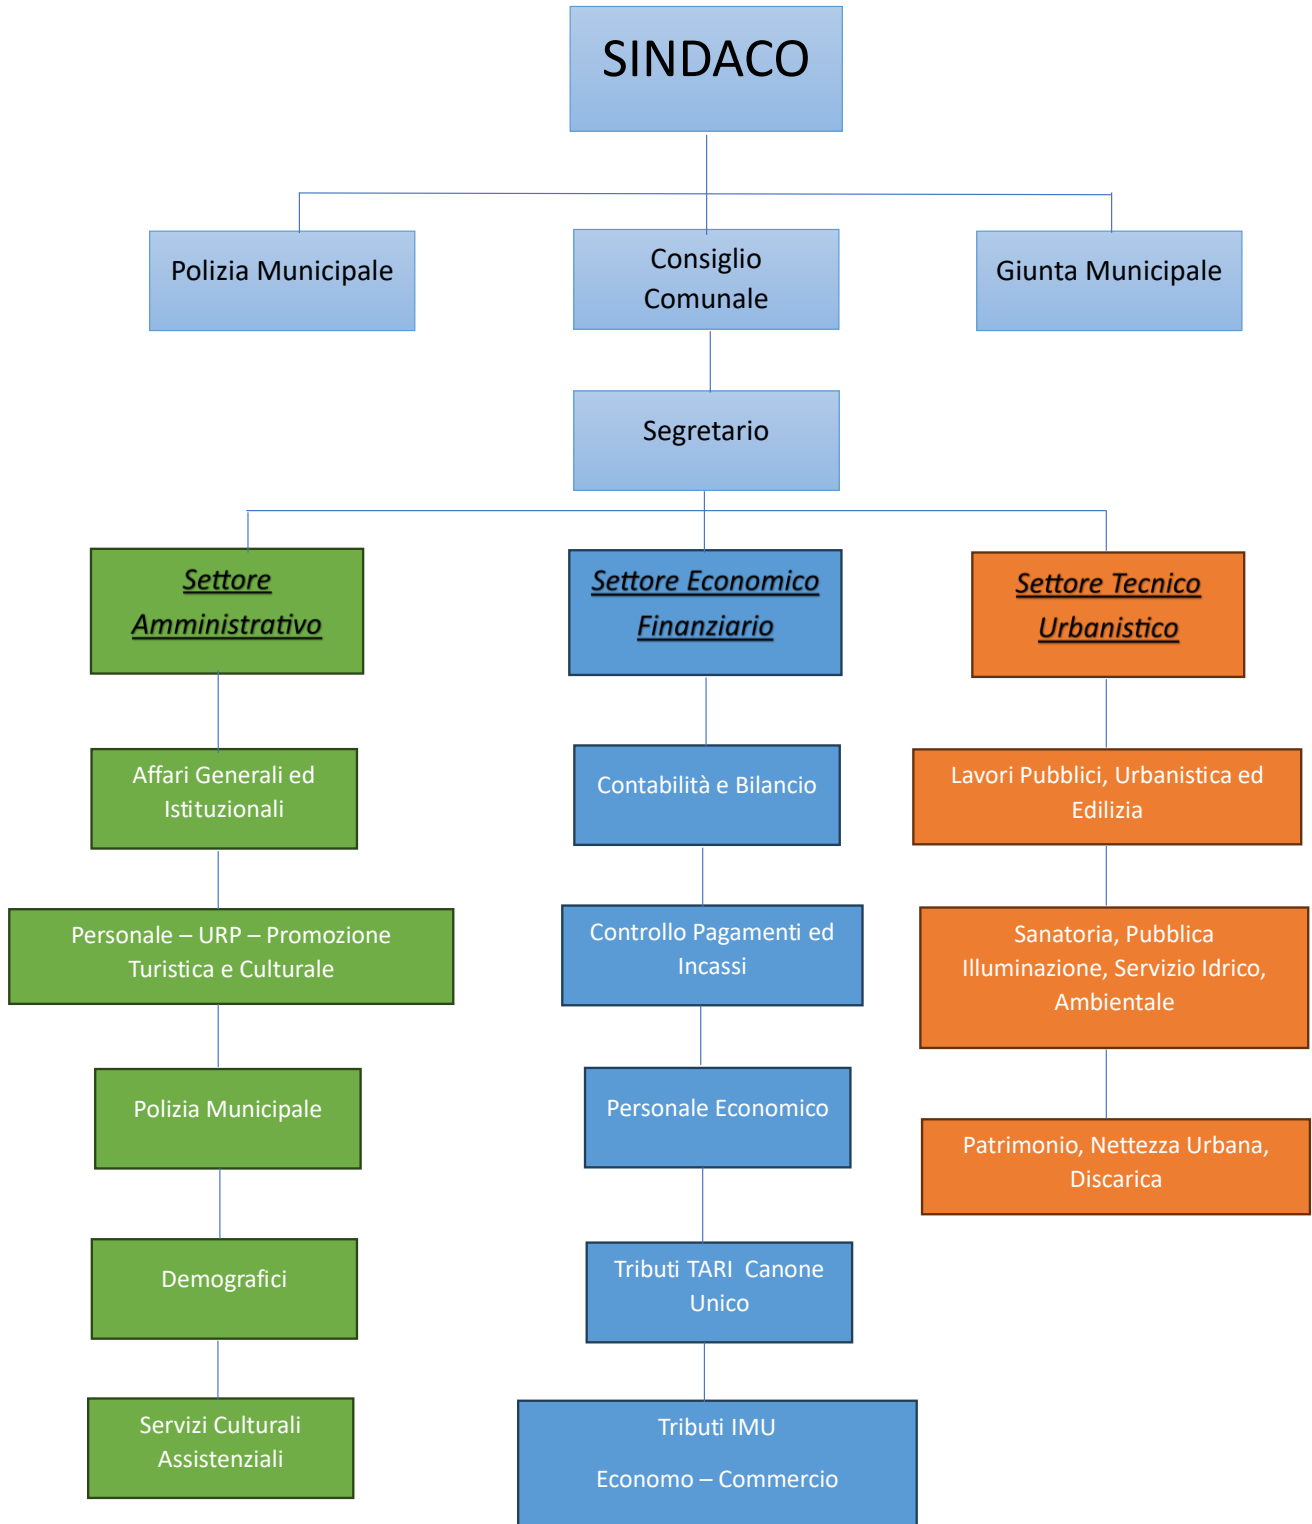 SINDACO
Polizia Municipale
Consiglio
Comunale
Giunta Municipale
Segretario
Settore
Amministrativo
Settore Economico
Finanziario
Settore Tecnico
Urbanistico
Affari Generali ed
Istituzionali
Contabilità e Bilancio
Lavori Pubblici, Urbanistica ed
Edilizia
Personale – URP – Promozione
Turistica e Culturale
Controllo Pagamenti ed
Incassi
Sanatoria, Pubblica
Illuminazione, Servizio Idrico,
Ambientale
Polizia Municipale
Personale Economico
Patrimonio, Nettezza Urbana,
Discarica
Demografici
Tributi TARI  Canone
Unico
Servizi Culturali
Assistenziali
Tributi IMU
Economo – Commercio